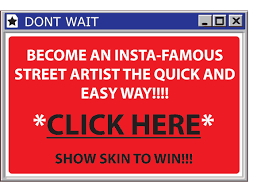 DONT WAIT
BECOME AN INSTA-FAMOUS
STREET ARTIST THE QUICK AND
EASY WAY!!!!
*CLICK HERE*
SHOW SKIN TO WIN!!!